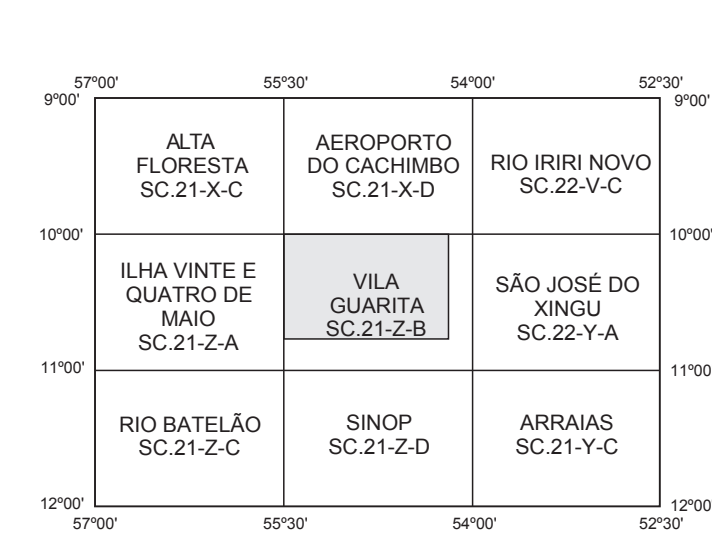 57º00' 55º30' 54º00' 52º30'
9º00' 9º00'
ALTA
FLORESTA
SC.21-X-C
AEROPORTO
DO CACHIMBO
SC.21-X-D
RIO IRIRI NOVO
SC.22-V-C
10º00' 10º00'
ILHA VINTE E
QUATRO DE
MAIO
SC.21-Z-A
VILA
GUARITA
SC.21-Z-B
SÃO JOSÉ DO
XINGU
SC.22-Y-A
11º00' 11º00
RIO BATELÃO
SC.21-Z-C
SINOP
SC.21-Z-D
ARRAIAS
SC.21-Y-C
12º00' 12º00
57º00' 55º30' 54º00' 52º30'